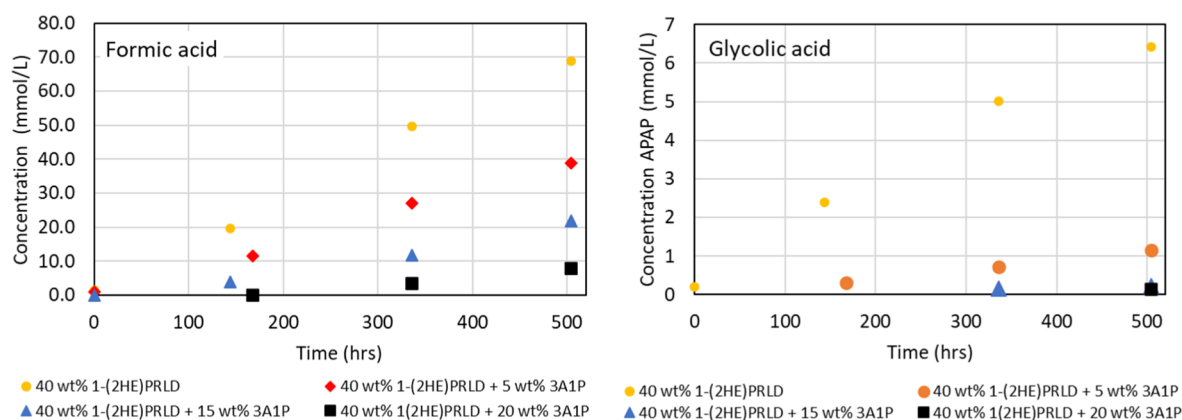 Formic acid
Concentration (mmol/L)
80.0
70.0
60.0
50.0
40.0
30.0
20.0
10.0
0.0
0 100 200 300 400 500
Time (hrs)
40 wt% 1-(2HE)PRLD
40 wt% 1-(2HE)PRLD + 5 wt% 3A1P
40 wt% 1-(2HE)PRLD + 15 wt% 3A1P
40 wt% 1(2HE)PRLD + 20 wt% 3A1P
Glycolic acid
Concentration APAP (mmol/L)
7
6
5
4
3
2
1
0
0 100 200 300 400 500
Time (hrs)
40 wt% 1-(2HE)PRLD
40 wt% 1-(2HE)PRLD + 5 wt% 3A1P
40 wt% 1-(2HE)PRLD + 15 wt% 3A1P
40 wt% 1(2HE)PRLD + 20 wt% 3A1P